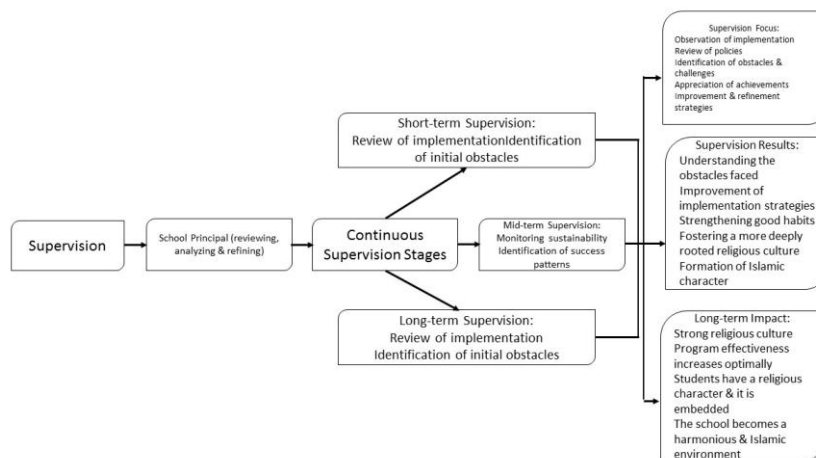 Supervision
School Principal (reviewing,
analyzing & refining)
Continuous
Supervision Stages
Short-term Supervision:
Review of implementationIdentification
of initial obstacles
Mid-term Supervision:
Monitoring sustainability
Identification of success
patterns
Long-term Supervision:
Review of implementation
Identification of initial obstacles
Supervision Focus:
Observation of implementation
Review of policies
Identification of obstacles &
challenges
Appreciation of achievements
Improvement & refinement
strategies
Supervision Results:
Understanding the
obstacles faced
Improvement of
implementation strategies
Strengthening good habits
Fostering a more deeply
rooted religious culture
Formation of Islamic
character
Long-term Impact:
Strong religious culture
Program effectiveness
increases optimally
Students have a religious
character & it is
embedded
The school becomes a
harmonious & Islamic
environment